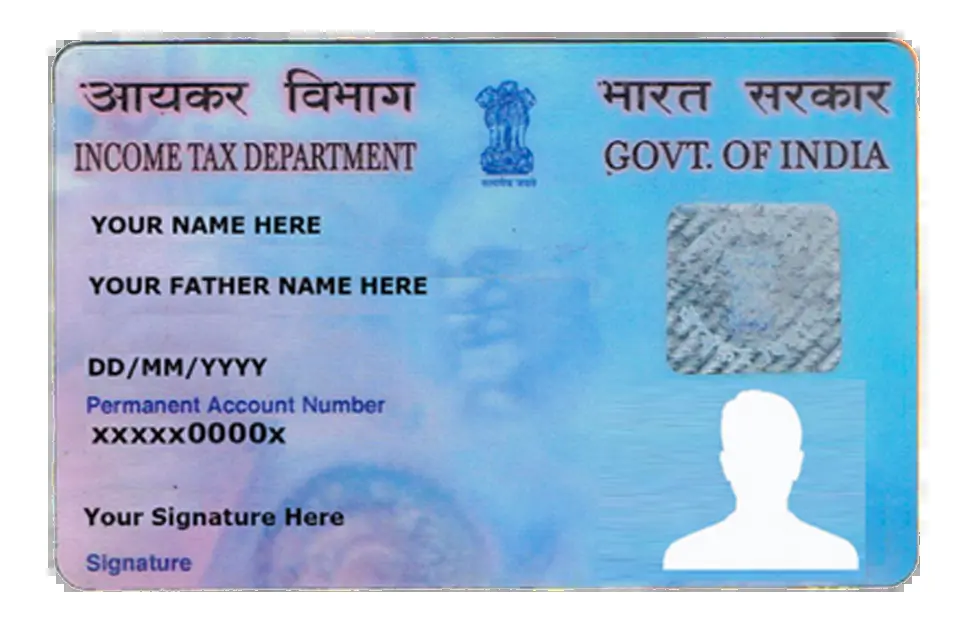 आयकर विभाग भारत सरकार
INCOME TAX DEPARTMENT GOVT. OF INDIA
सत्यमेव जयते
YOUR NAME HERE
YOUR FATHER NAME HERE
DD/MM/YYYY
Permanent Account Number
xxxxx0000x
Your Signature Here
Signature